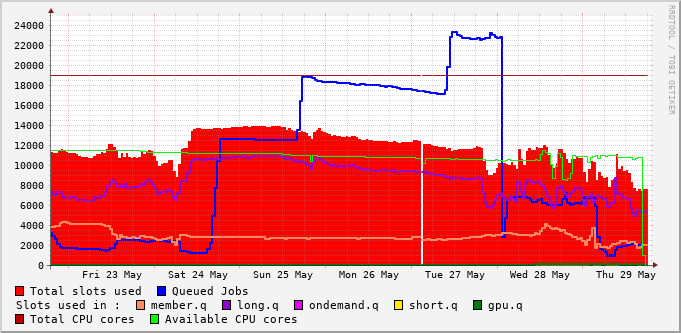 RRDTOOL / TOBI OETIKER
24000
22000
20000
18000
16000
14000
12000
10000
8000
6000
4000
2000
0
Fri 23 May Sat 24 May Sun 25 May Mon 26 May Tue 27 May Wed 28 May Thu 29 May
Total slots used Queued Jobs
Slots used in : member.q long.q ondemand.q short.q gpu.q
Total CPU cores Available CPU cores